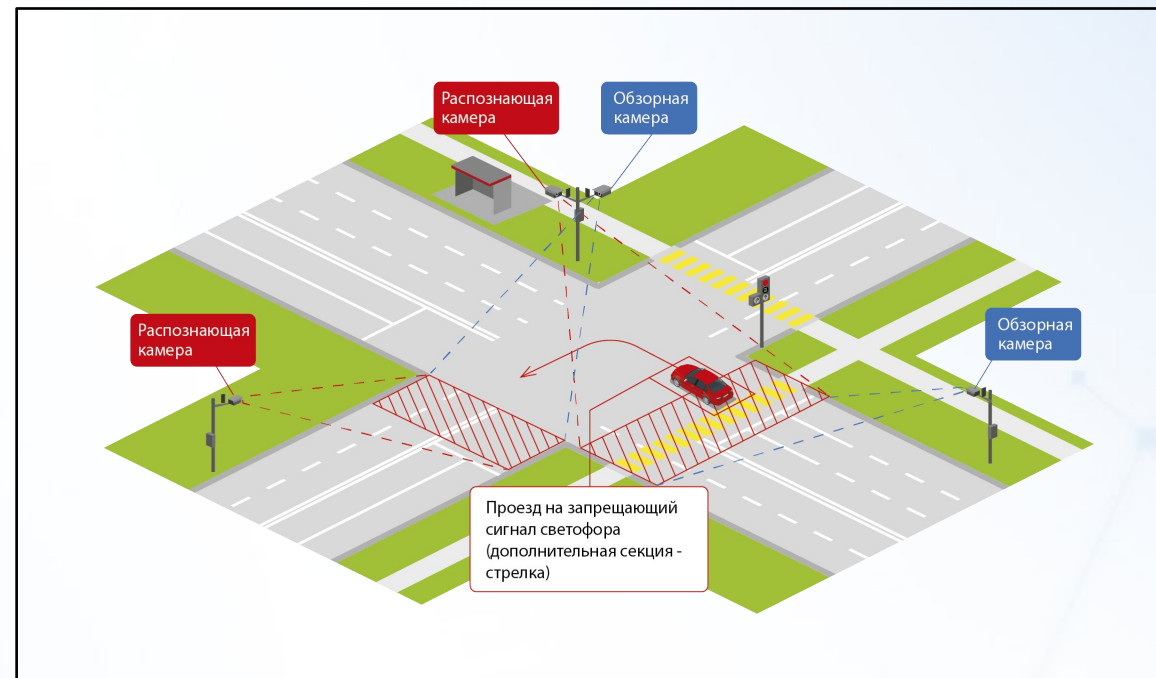 Распознающая
камера
Обзорная
камера
Распознающая
камера
Обзорная
камера
Проезд на запрещающий
сигнал светофора
(дополнительная секция -
стрелка)